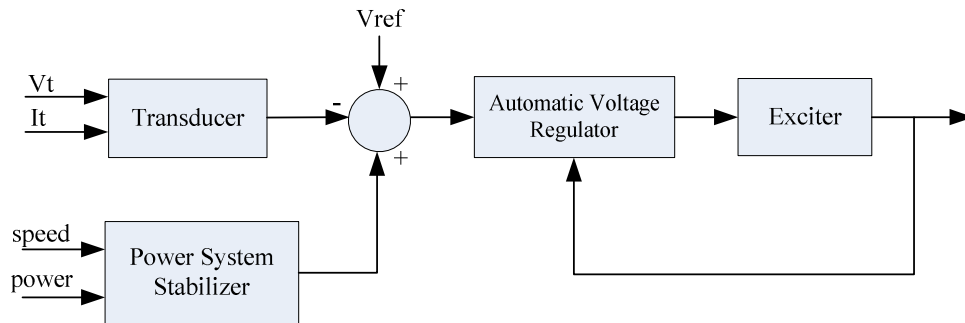 Vref
Vt
It
Transducer
-
+
+
Automatic Voltage
Regulator
Exciter
speed
power
Power System
Stabilizer